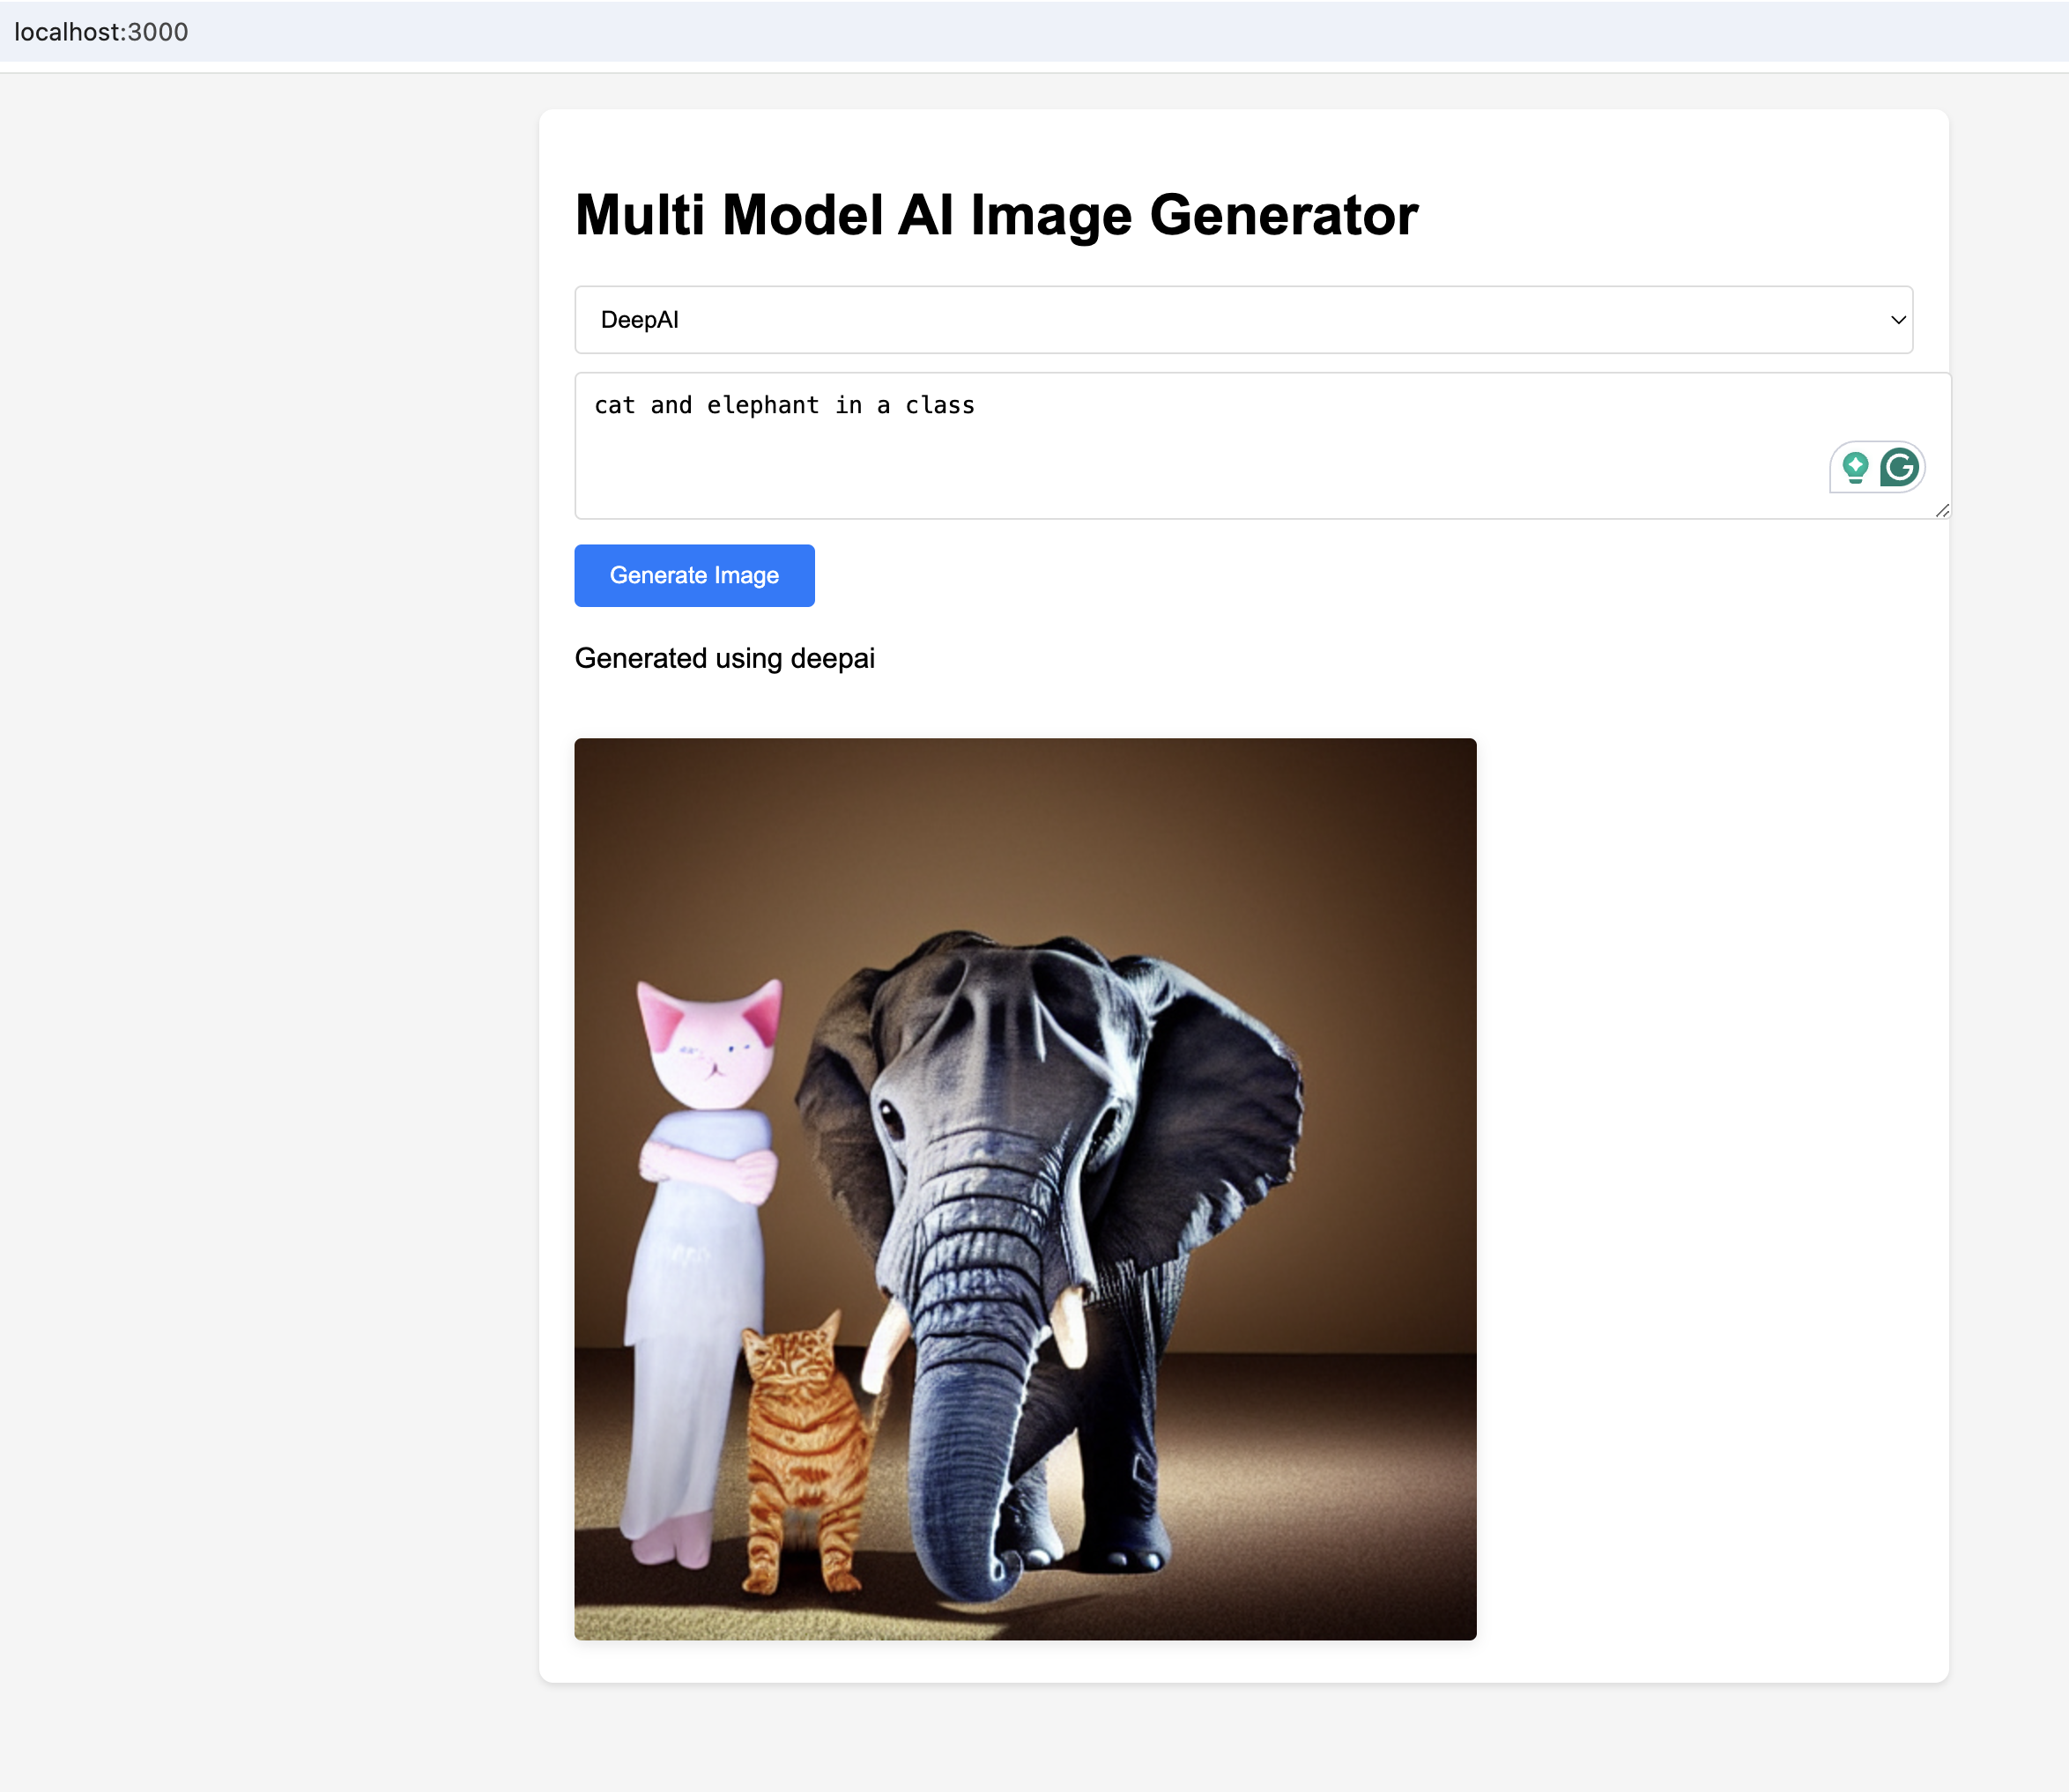 localhost:3000
Multi Model AI Image Generator
DeepAI
cat and elephant in a class
Generate Image
Generated using deepai